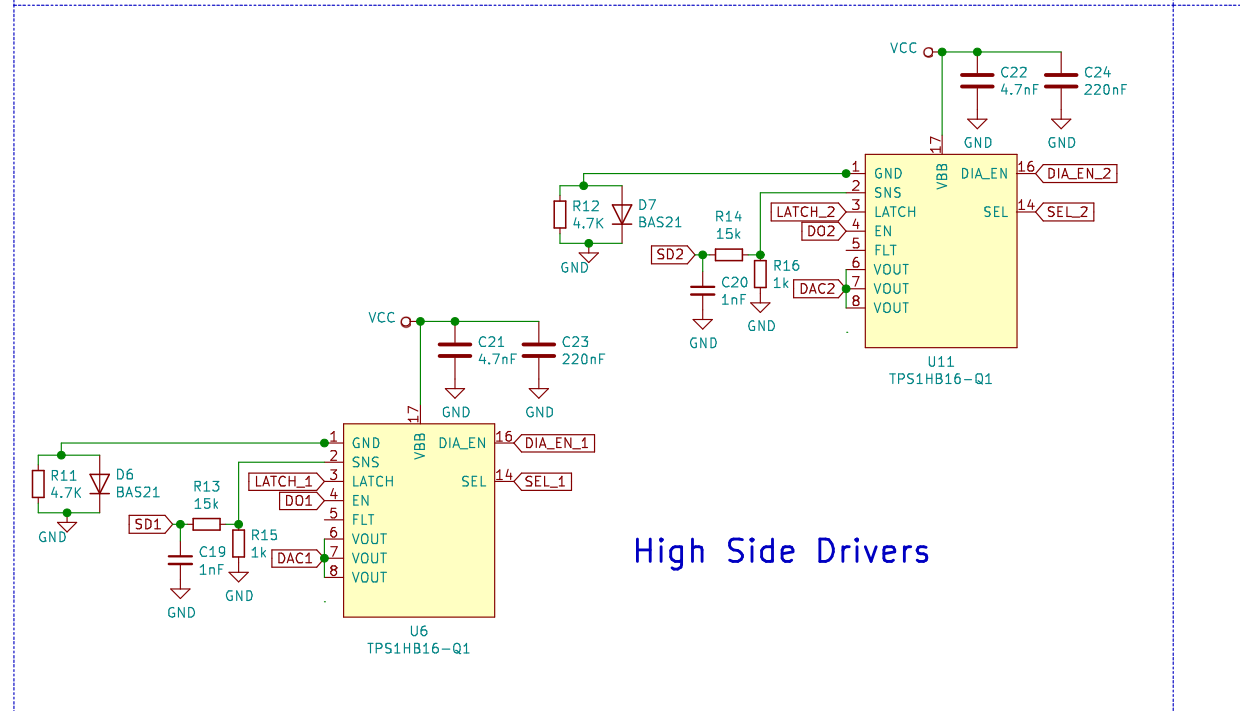 VCC
C22
4.7nF
C24
220nF
GND
GND
17
VBB
1
GND
DIA_EN
16
DIA_EN_2
2
SNS
LATCH_2
3
LATCH
SEL
14
SEL_2
DO2
4
EN
5
FLT
6
VOUT
DAC2
7
VOUT
8
VOUT
R12
4.7K
D7
BAS21
GND
R14
15k
SD2
R16
1k
C20
1nF
GND
GND
U11
TPS1HB16-Q1
VCC
C21
4.7nF
C23
220nF
GND
GND
17
VBB
1
GND
DIA_EN
16
DIA_EN_1
2
SNS
LATCH_1
3
LATCH
SEL
14
SEL_1
DO1
4
EN
5
FLT
6
VOUT
DAC1
7
VOUT
8
VOUT
R11
4.7K
D6
BAS21
GND
R13
15k
SD1
R15
1k
C19
1nF
GND
GND
High Side Drivers
U6
TPS1HB16-Q1